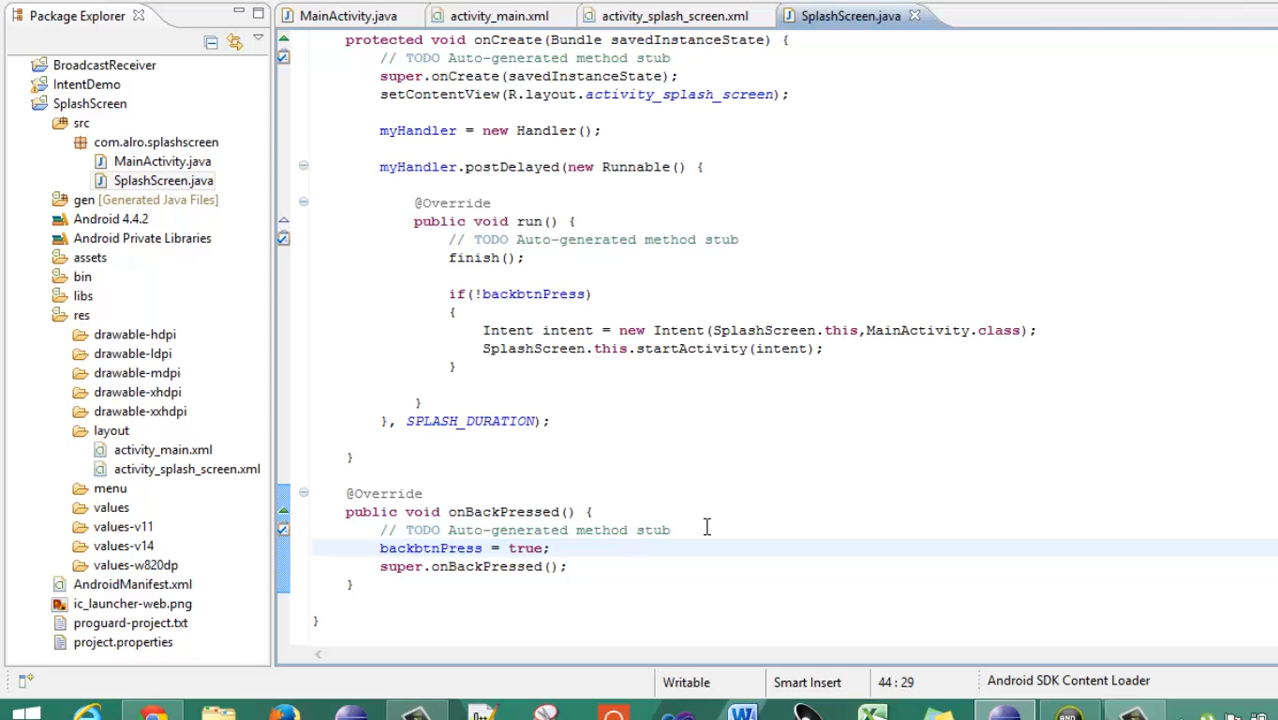 Package Explorer
MainActivity.java
activity_main.xml
activity_splash_screen.xml
SplashScreen.java
BroadcastReceiver
IntentDemo
SplashScreen
src
com.alro.splashscreen
MainActivity.java
SplashScreen.java
gen [Generated Java Files]
Android 4.4.2
Android Private Libraries
assets
bin
libs
res
drawable-hdpi
drawable-ldpi
drawable-mdpi
drawable-xhdpi
drawable-xxhdpi
layout
activity_main.xml
activity_splash_screen.xml
menu
values
values-v11
values-v14
values-w820dp
AndroidManifest.xml
ic_launcher-web.png
proguard-project.txt
project.properties
protected void onCreate(Bundle savedInstanceState) {
// TODO Auto-generated method stub
super.onCreate(savedInstanceState);
setContentView(R.layout.activity_splash_screen);
myHandler = new Handler();
myHandler.postDelayed(new Runnable() {
@Override
public void run() {
// TODO Auto-generated method stub
finish();
if(!backbtnPress)
{
Intent intent = new Intent(SplashScreen.this,MainActivity.class);
SplashScreen.this.startActivity(intent);
}
}
}, SPLASH_DURATION);
}
@Override
public void onBackPressed() {
// TODO Auto-generated method stub
backbtnPress = true;
super.onBackPressed();
}
}
Writable
Smart Insert
44 : 29
Android SDK Content Loader